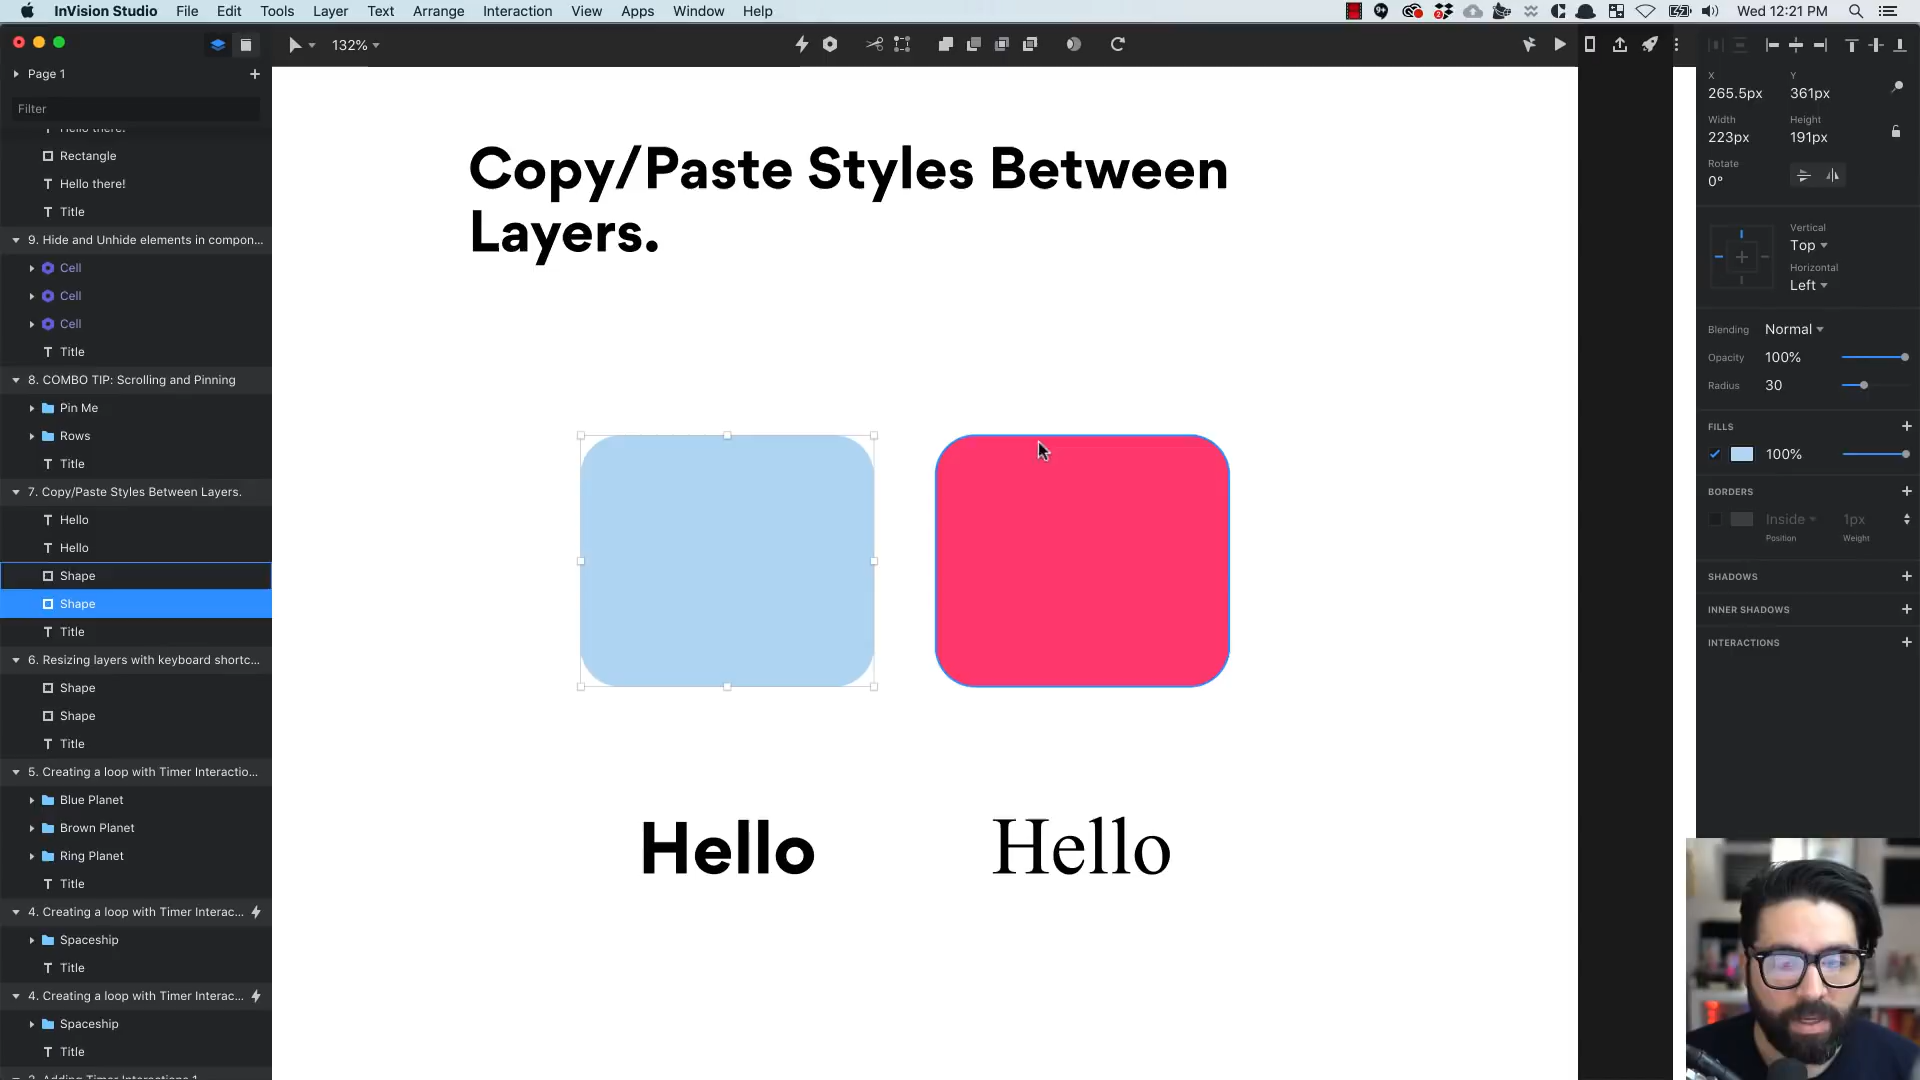 InVision Studio File Edit Tools Layer Text Arrange Interaction View Apps Window Help Wed 12:21 PM
132%
Page 1
Filter
Hello there!
Rectangle
Hello there!
Title
9. Hide and Unhide elements in compon...
Cell
Cell
Cell
Title
8. COMBO TIP: Scrolling and Pinning
Pin Me
Rows
Title
7. Copy/Paste Styles Between Layers.
Hello
Hello
Shape
Shape
Title
6. Resizing layers with keyboard shortc...
Shape
Shape
Title
5. Creating a loop with Timer Interactio...
Blue Planet
Brown Planet
Ring Planet
Title
4. Creating a loop with Timer Interac...
Spaceship
Title
4. Creating a loop with Timer Interac...
Spaceship
Title
Copy/Paste Styles Between
Layers.
Hello Hello
X Y
265.5px 361px
Width Height
223px 191px
Rotate
0°
Vertical
Top
Horizontal
Left
Blending Normal
Opacity 100%
Radius 30
FILLS
100%
BORDERS
Inside 1px
Position Weight
SHADOWS
INNER SHADOWS
INTERACTIONS